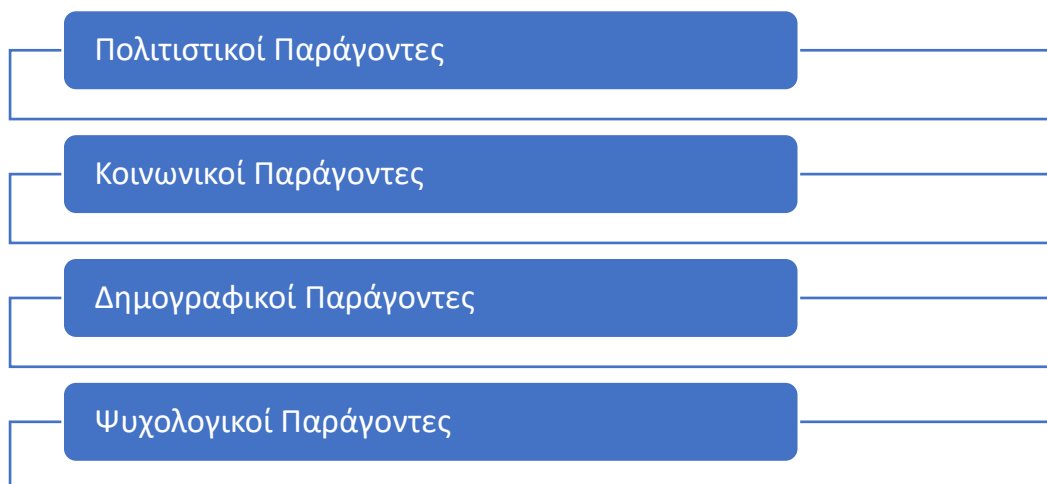 Πολιτιστικοί Παράγοντες
Κοινωνικοί Παράγοντες
Δημογραφικοί Παράγοντες
Ψυχολογικοί Παράγοντες